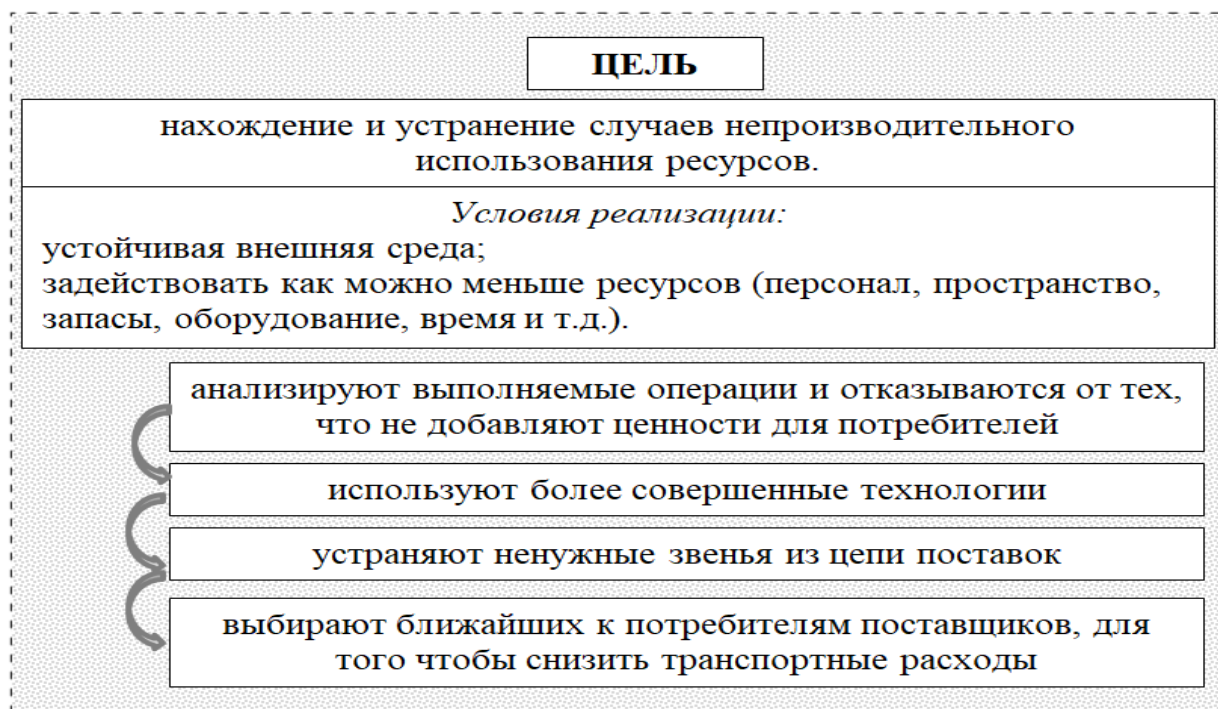 ЦЕЛЬ
нахождение и устранение случаев непроизводительного
использования ресурсов.
Условия реализации:
устойчивая внешняя среда;
задействовать как можно меньше ресурсов (персонал, пространство,
запасы, оборудование, время и т.д.).
анализируют выполняемые операции и отказываются от тех,
что не добавляют ценности для потребителей
используют более совершенные технологии
устраняют ненужные звенья из цепи поставок
выбирают ближайших к потребителям поставщиков, для
того чтобы снизить транспортные расходы